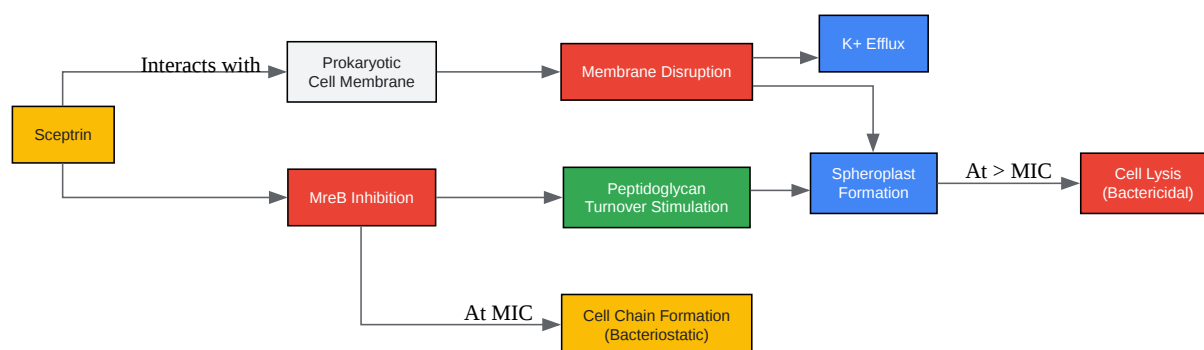 K+ Efflux
Interacts with
Prokaryotic
Cell Membrane
Membrane Disruption
Sceptrin
MreB Inhibition
Peptidoglycan
Turnover Stimulation
Spheroplast
Formation
At > MIC
Cell Lysis
(Bactericidal)
At MIC
Cell Chain Formation
(Bacteriostatic)